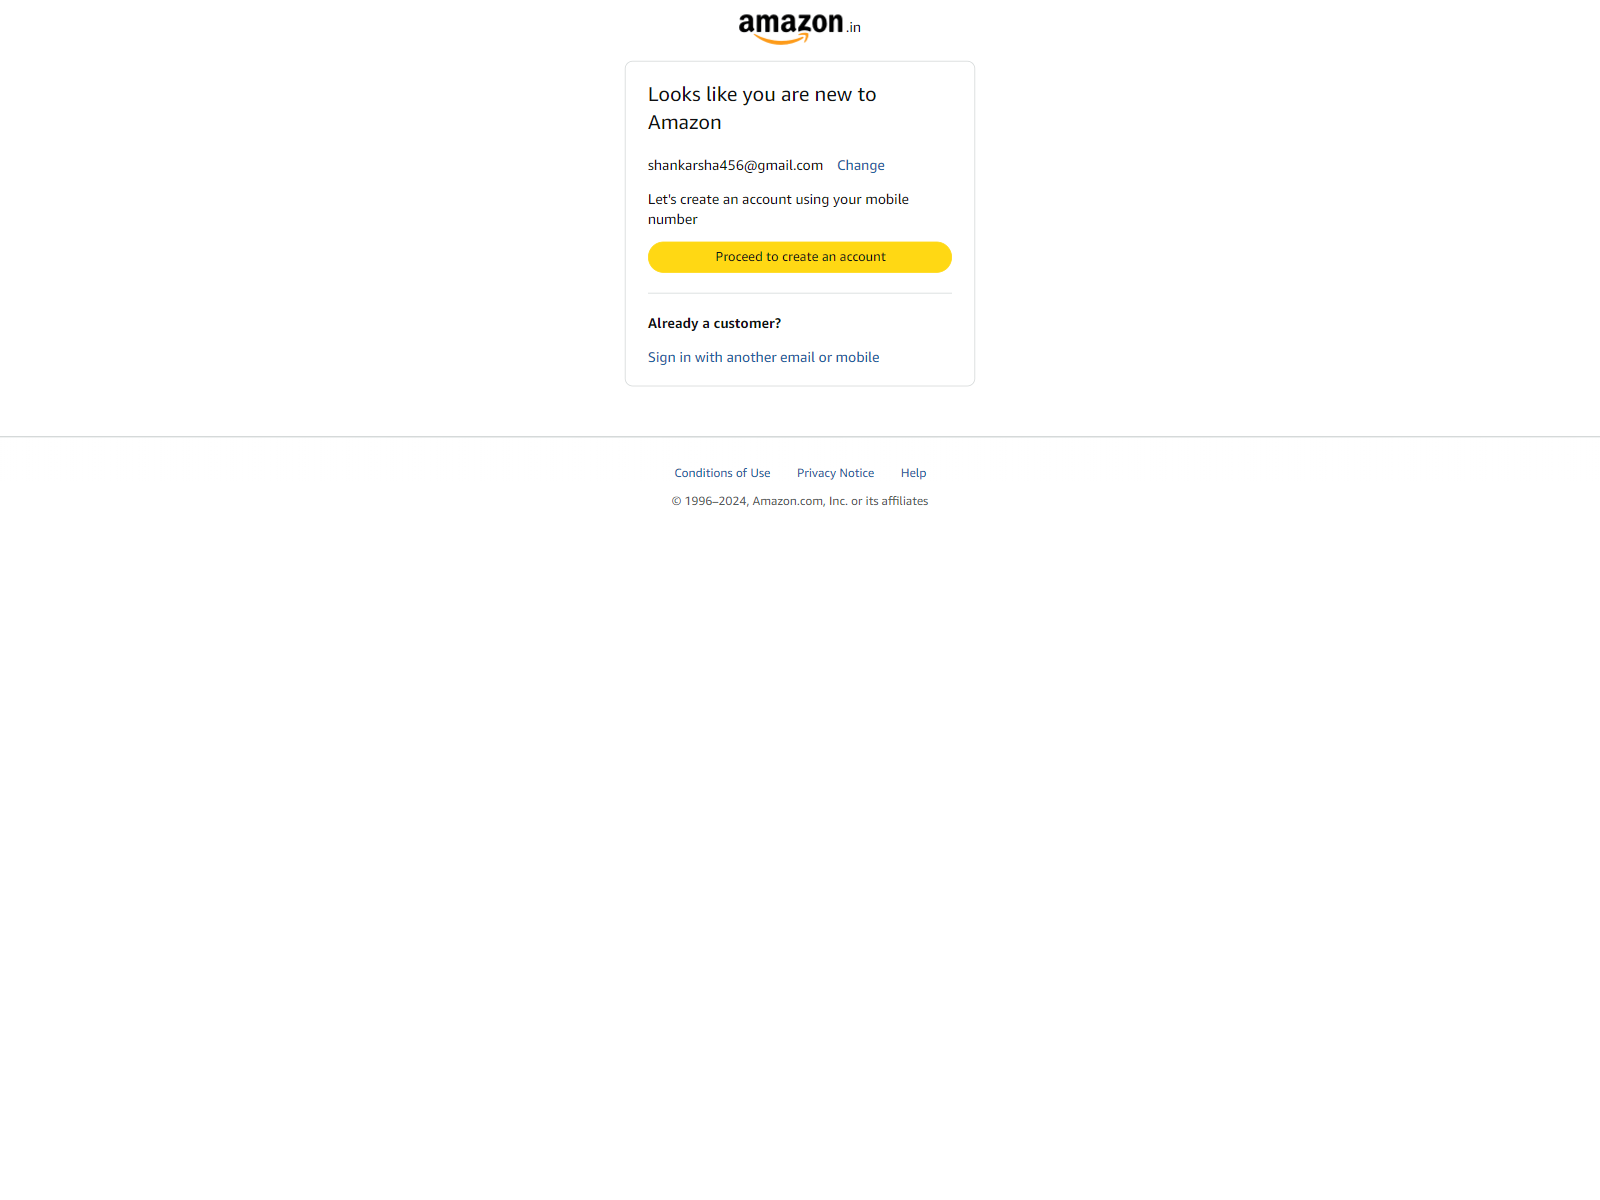 amazon.in
Looks like you are new to
Amazon
shankarsha456@gmail.com Change
Let's create an account using your mobile
number
Proceed to create an account
Already a customer?
Sign in with another email or mobile
Conditions of Use Privacy Notice Help
© 1996–2024, Amazon.com, Inc. or its affiliates